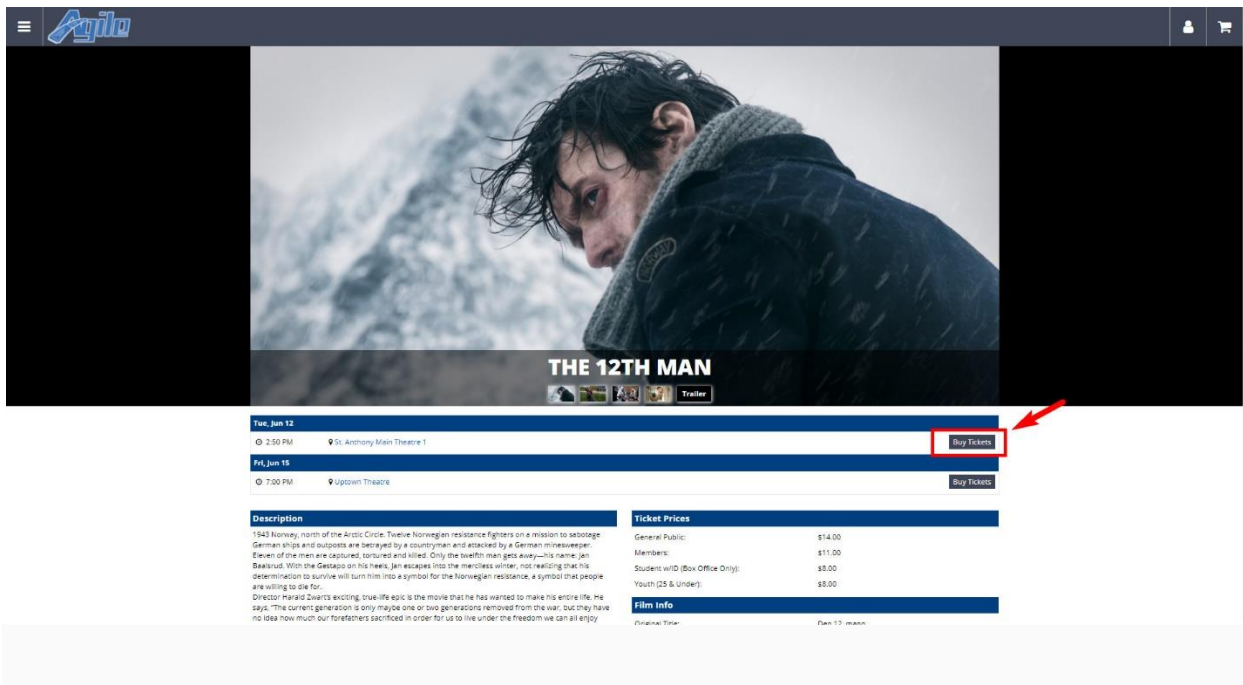 Agile
NORWAY
THE 12TH MAN
Trailer
Tue, Jun 12
2:50 PM St. Anthony Main Theatre 1 Buy Tickets
Fri, Jun 15
7:00 PM Uptown Theatre Buy Tickets
Description
1943 Norway, north of the Arctic Circle. Twelve Norwegian resistance fighters on a mission to sabotage
German ships and outposts are betrayed by a countryman and attacked by a German minesweeper.
Eleven of the men are captured, tortured and killed. Only the twelfth man gets away—his name: Jan
Baalsrud. With the Gestapo on his heels, Jan escapes into the merciless winter, not realizing that his
determination to survive will turn him into a symbol for the Norwegian resistance, a symbol that people
are willing to die for.
Director Harald Zwart's exciting, true-life epic is the movie that he has wanted to make his entire life. He
says, "The current generation is only maybe one or two generations removed from the war, but they have
no idea how much our forefathers sacrificed in order for us to live under the freedom we can all enjoy
Ticket Prices
General Public: $14.00
Members: $11.00
Student w/ID (Box Office Only): $8.00
Youth (25 & Under): $8.00
Film Info
Original Title: Den 12. mann